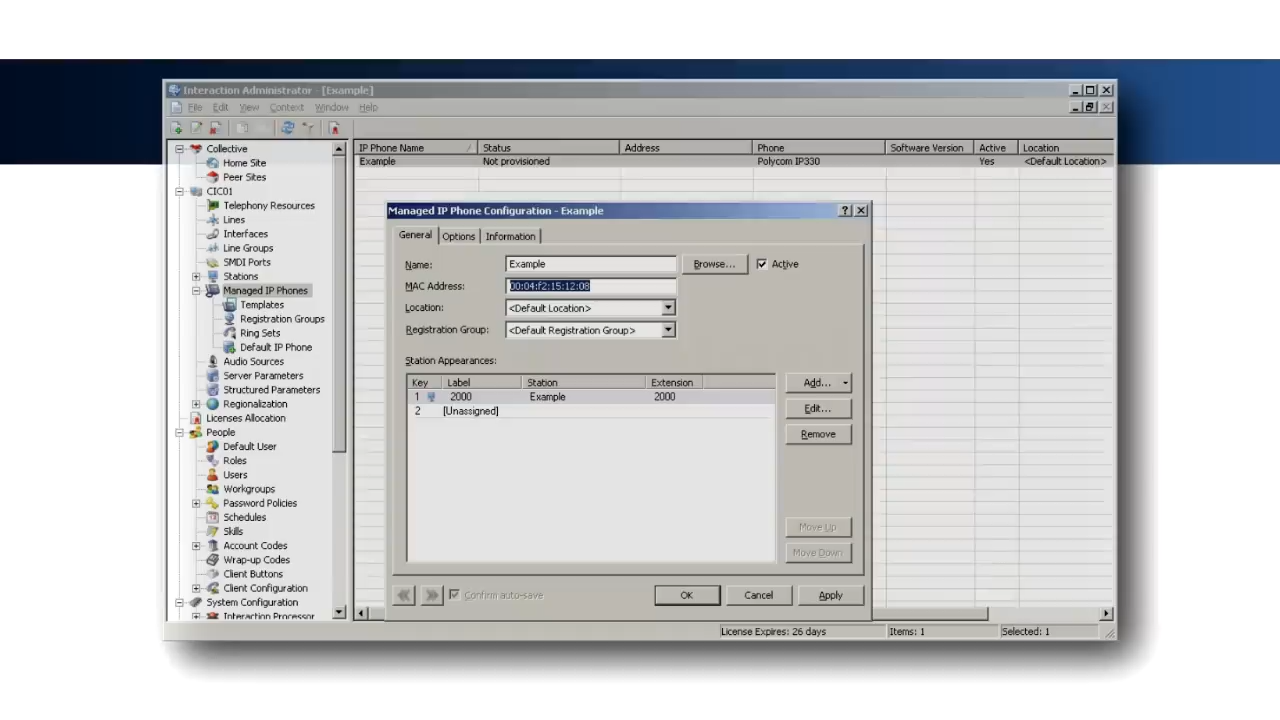 Interaction Administrator - [Example]
File Edit View Context Window Help
Collective
Home Site
Peer Sites
CIC01
Telephony Resources
Lines
Interfaces
Line Groups
SMDI Ports
Stations
Managed IP Phones
Templates
Registration Groups
Ring Sets
Default IP Phone
Audio Sources
Server Parameters
Structured Parameters
Regionalization
Licenses Allocation
People
Default User
Roles
Users
Workgroups
Password Policies
Schedules
Skills
Account Codes
Wrap-up Codes
Client Buttons
Client Configuration
System Configuration
Interaction Processor
IP Phone Name Status Address Phone Software Version Active Location
Example Not provisioned Polycom IP330 Yes <Default Location>
Managed IP Phone Configuration - Example
General Options Information
Name: Example Browse... Active
MAC Address: 00:04:f2:15:12:08
Location: <Default Location>
Registration Group: <Default Registration Group>
Station Appearances:
Key Label Station Extension
1 2000 Example 2000
2 [Unassigned]
Add...
Edit...
Remove
Move Up
Move Down
Confirm auto-save OK Cancel Apply
License Expires: 26 days Items: 1 Selected: 1